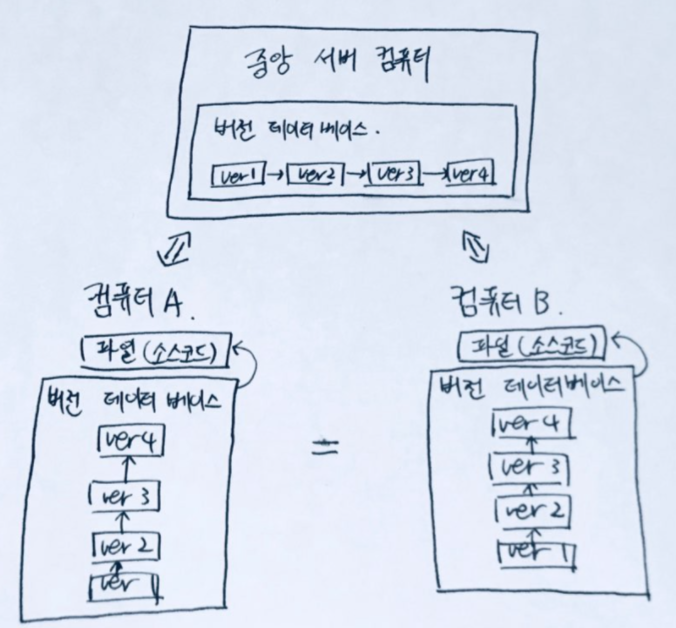 중앙 서버 컴퓨터
버전 데이터베이스.
ver1 → ver2 → ver3 → ver4
컴퓨터 A.
파일 (소스코드)
버전 데이터 베이스
ver4
ver 3
ver 2
ver 1
=
컴퓨터 B.
파일 (소스코드)
버전 데이터베이스
ver 4
ver 3
ver 2
ver 1